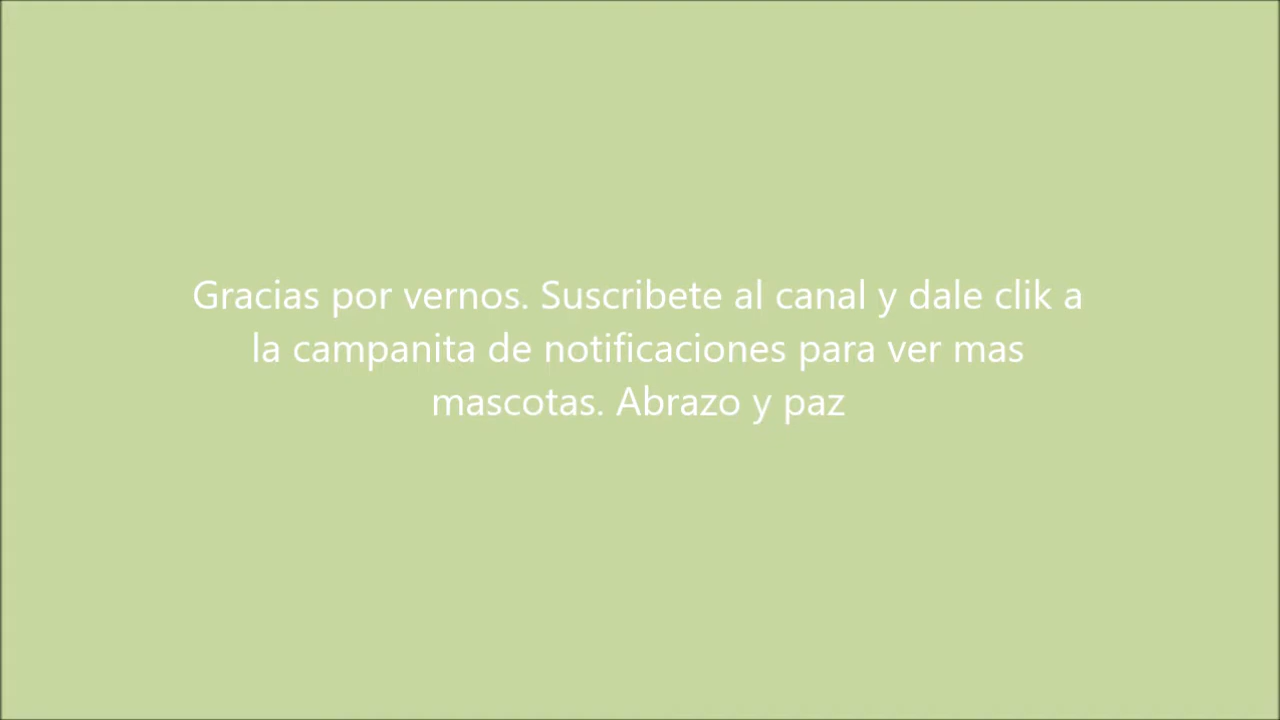 Gracias por vernos. Suscribete al canal y dale clik a
la campanita de notificaciones para ver mas
mascotas. Abrazo y paz